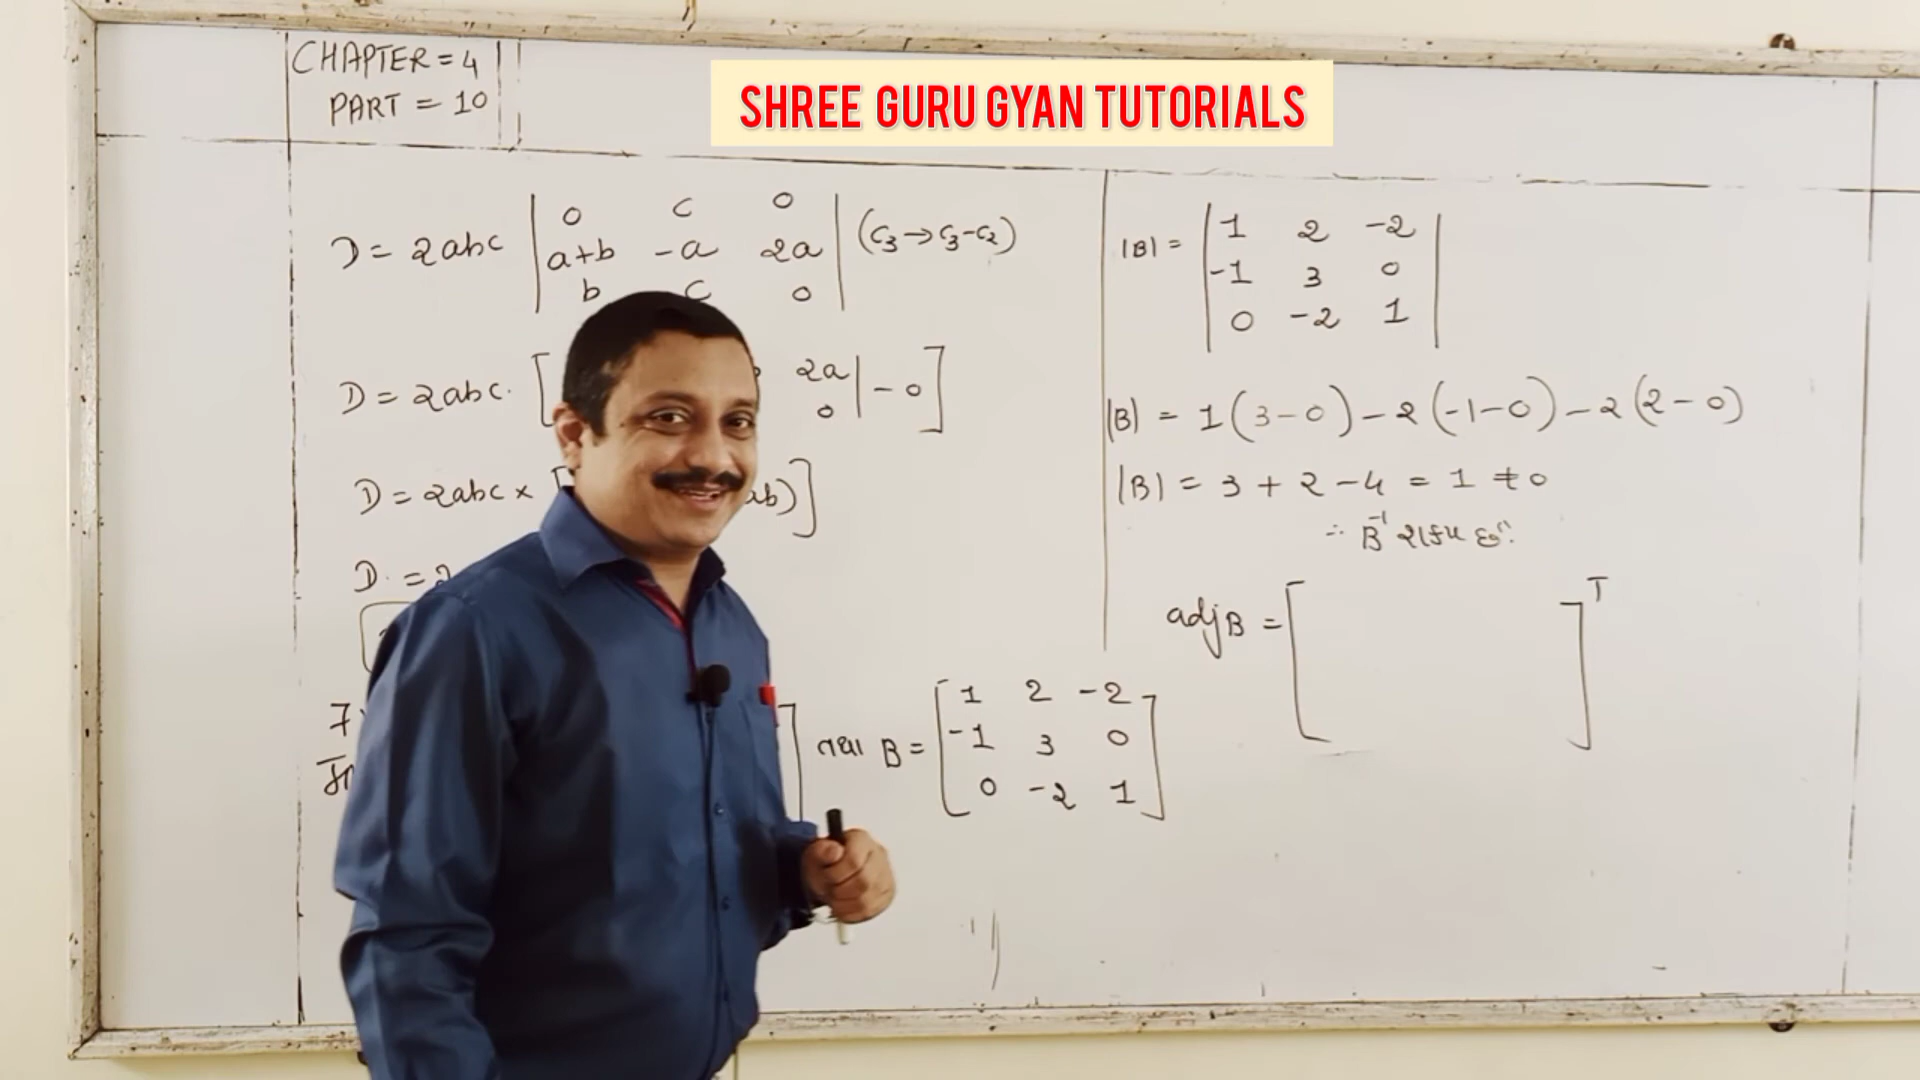 CHAPTER = 4
PART = 10
SHREE GURU GYAN TUTORIALS
D = 2abc | 0 c 0 | (C₃→C₃-C₂)
| a+b -a 2a |
| b c 0 |
D = 2abc. [ 2a | - 0 ]
0 |
D = 2abc × [ ab) ]
D. = 2
7
તથા B = [ 1 2 -2 ]
[ -1 3 0 ]
[ 0 -2 1 ]
|B| = | 1 2 -2 |
| -1 3 0 |
| 0 -2 1 |
|B| = 1(3-0)-2(-1-0)-2(2-0)
|B| = 3 + 2 - 4 = 1 ≠ 0
∴ B⁻¹ શક્ય છે.
adj B = [ ]ᵀ